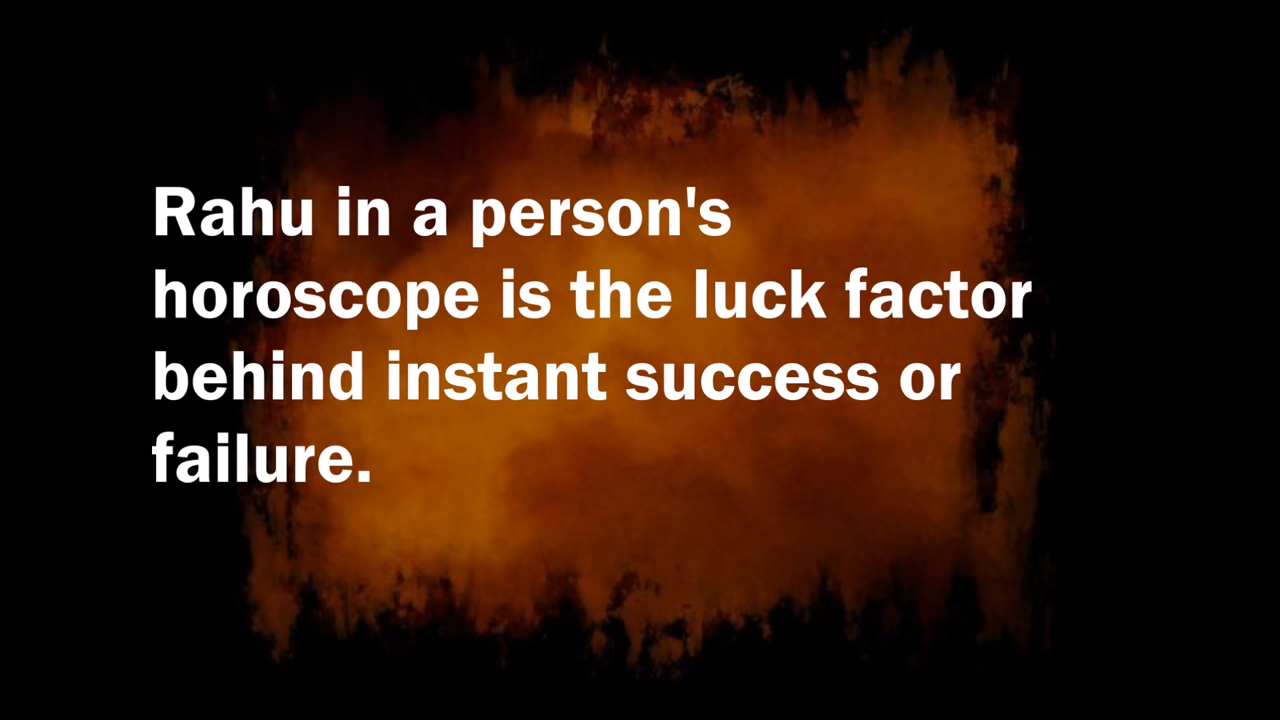 Rahu in a person's
horoscope is the luck factor
behind instant success or
failure.